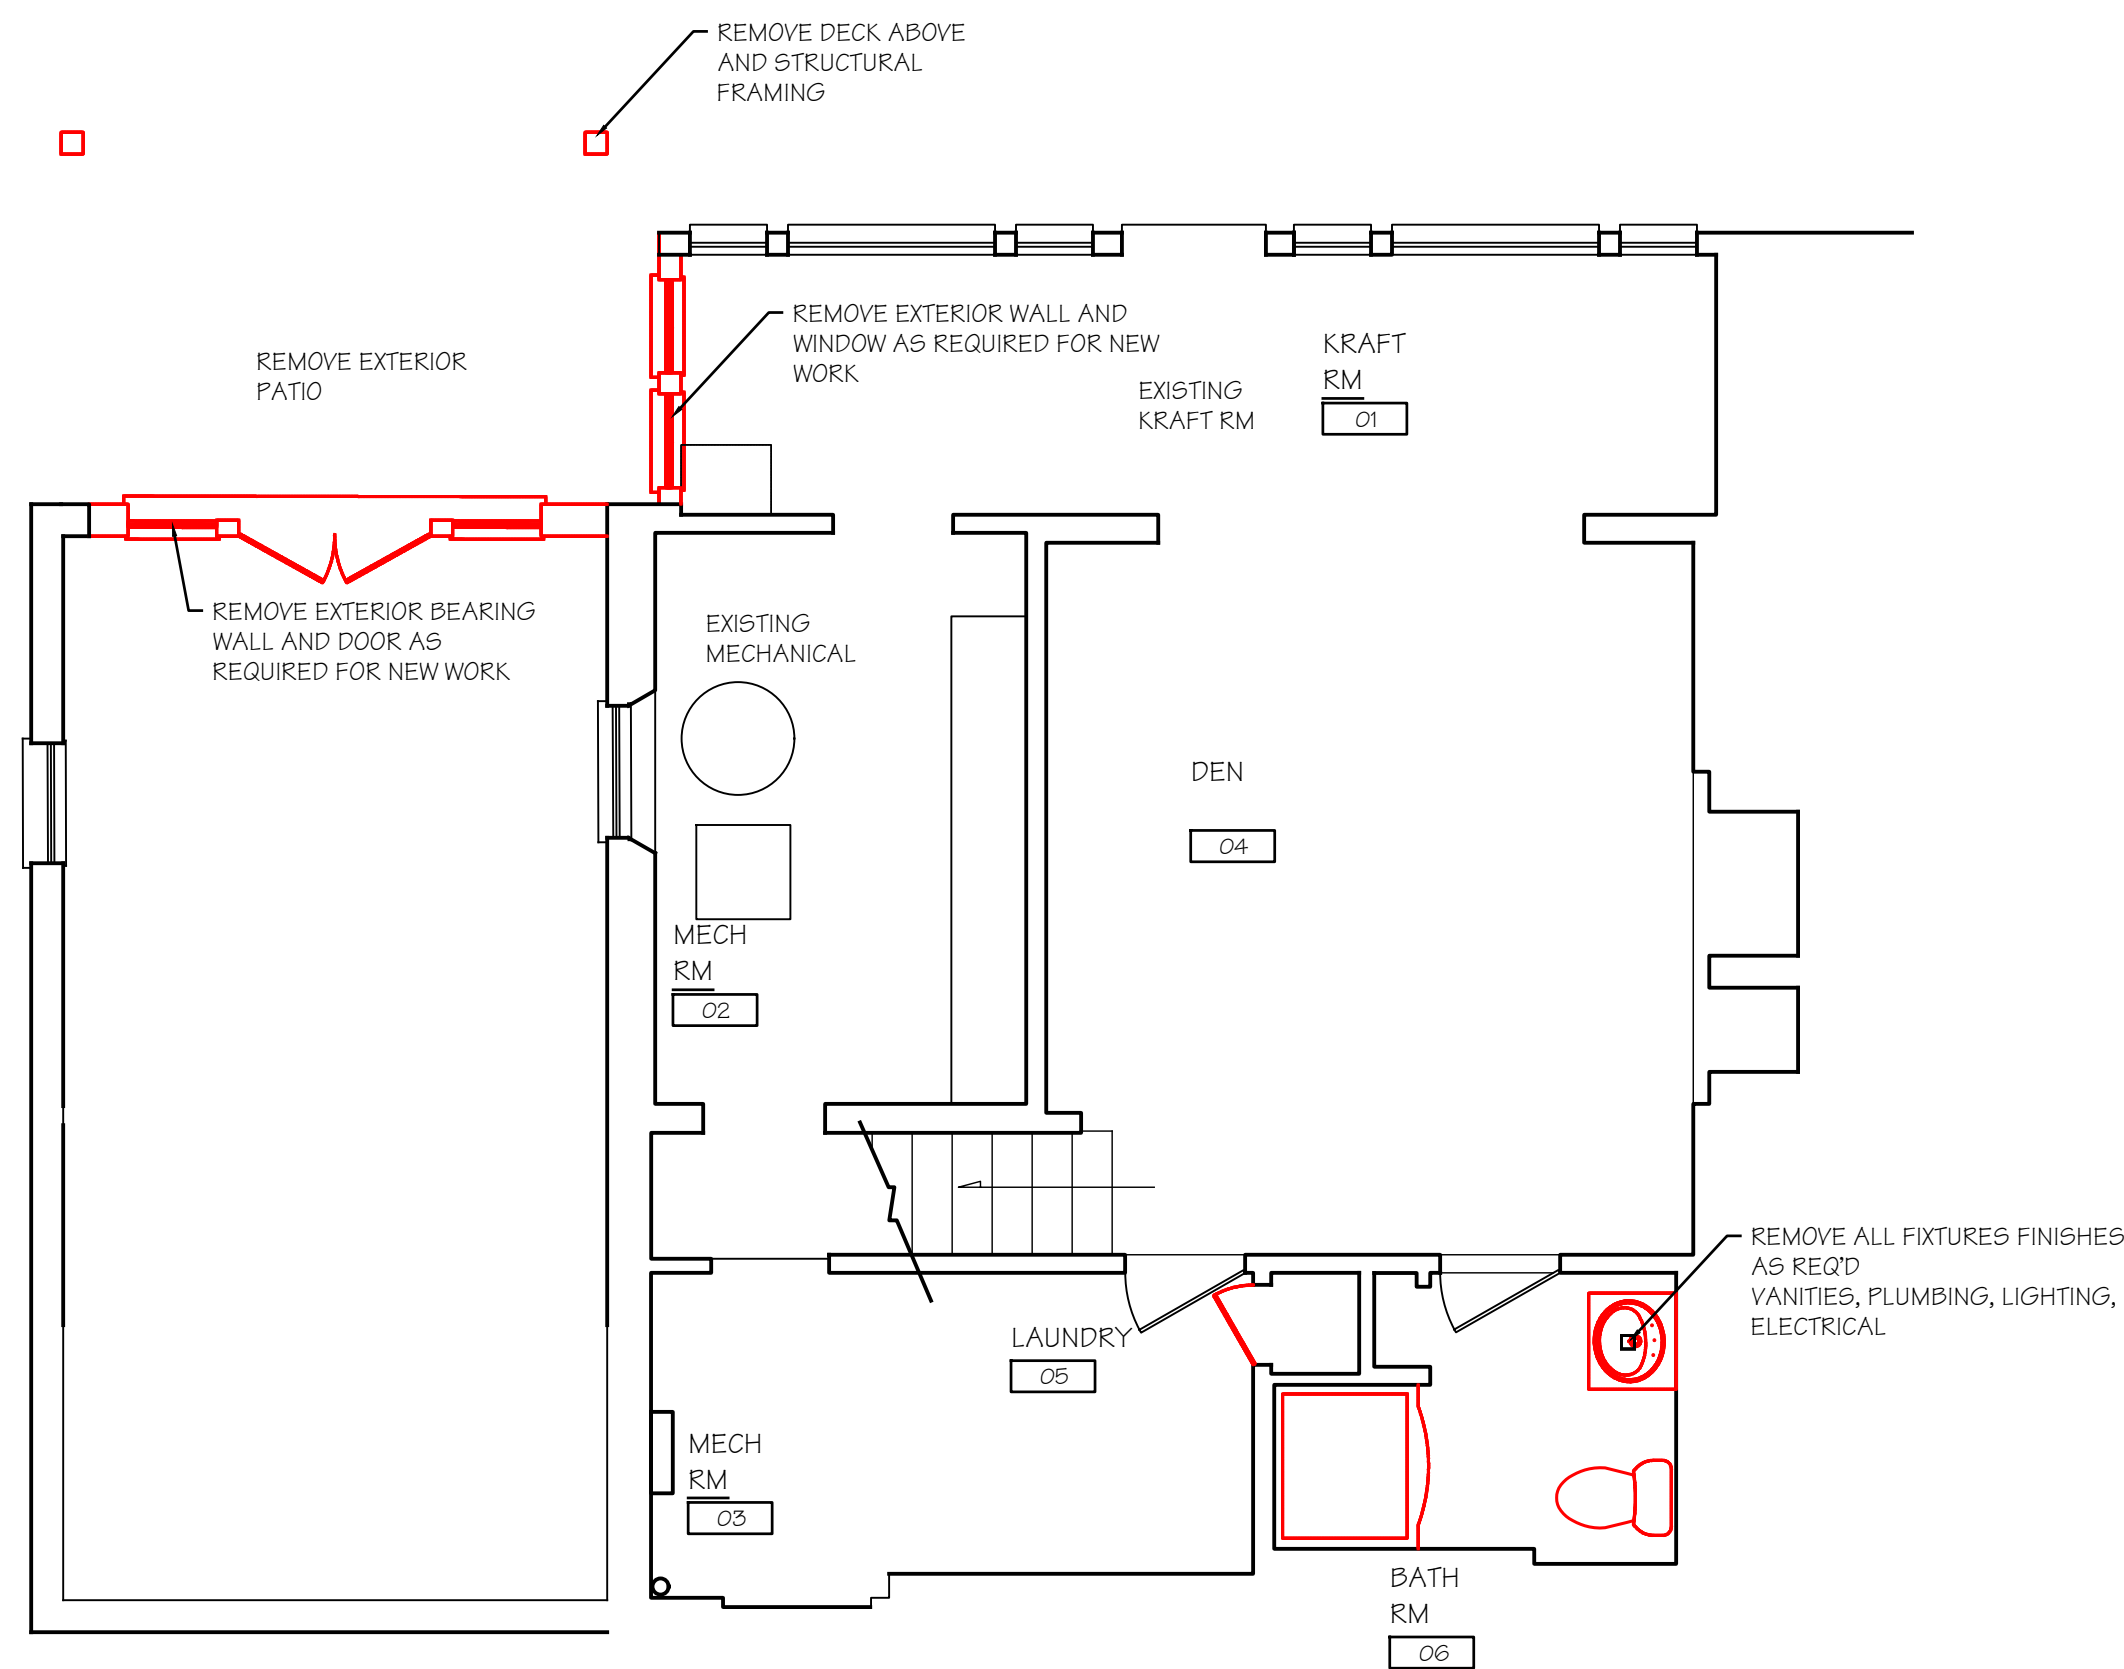 REMOVE DECK ABOVE
AND STRUCTURAL
FRAMING
REMOVE EXTERIOR WALL AND
WINDOW AS REQUIRED FOR NEW
WORK
KRAFT
RM
01
EXISTING
KRAFT RM
REMOVE EXTERIOR
PATIO
REMOVE EXTERIOR BEARING
WALL AND DOOR AS
REQUIRED FOR NEW WORK
EXISTING
MECHANICAL
DEN
04
MECH
RM
02
REMOVE ALL FIXTURES FINISHES
AS REQ'D
VANITIES, PLUMBING, LIGHTING,
ELECTRICAL
LAUNDRY
05
MECH
RM
03
BATH
RM
06